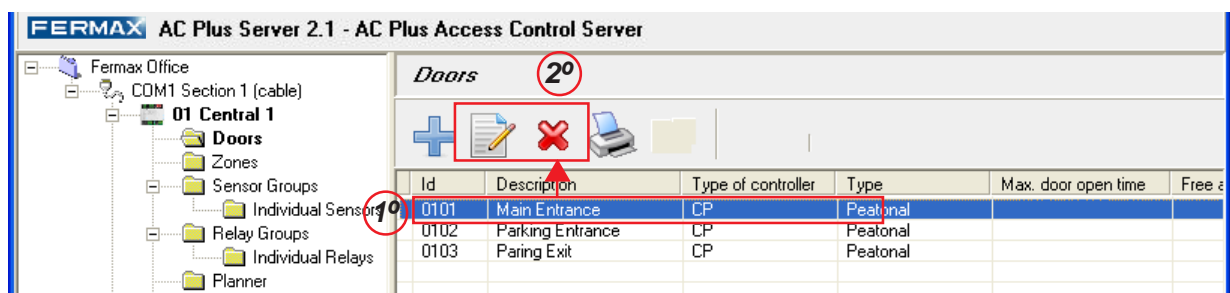 FERMAX AC Plus Server 2.1 - AC Plus Access Control Server
Fermax Office
COM1 Section 1 (cable)
01 Central 1
Doors
Zones
Sensor Groups
Individual Sensors
Relay Groups
Individual Relays
Planner
Doors
2º
1º
Id Description Type of controller Type Max. door open time Free a
0101 Main Entrance CP Peatonal
0102 Parking Entrance CP Peatonal
0103 Paring Exit CP Peatonal